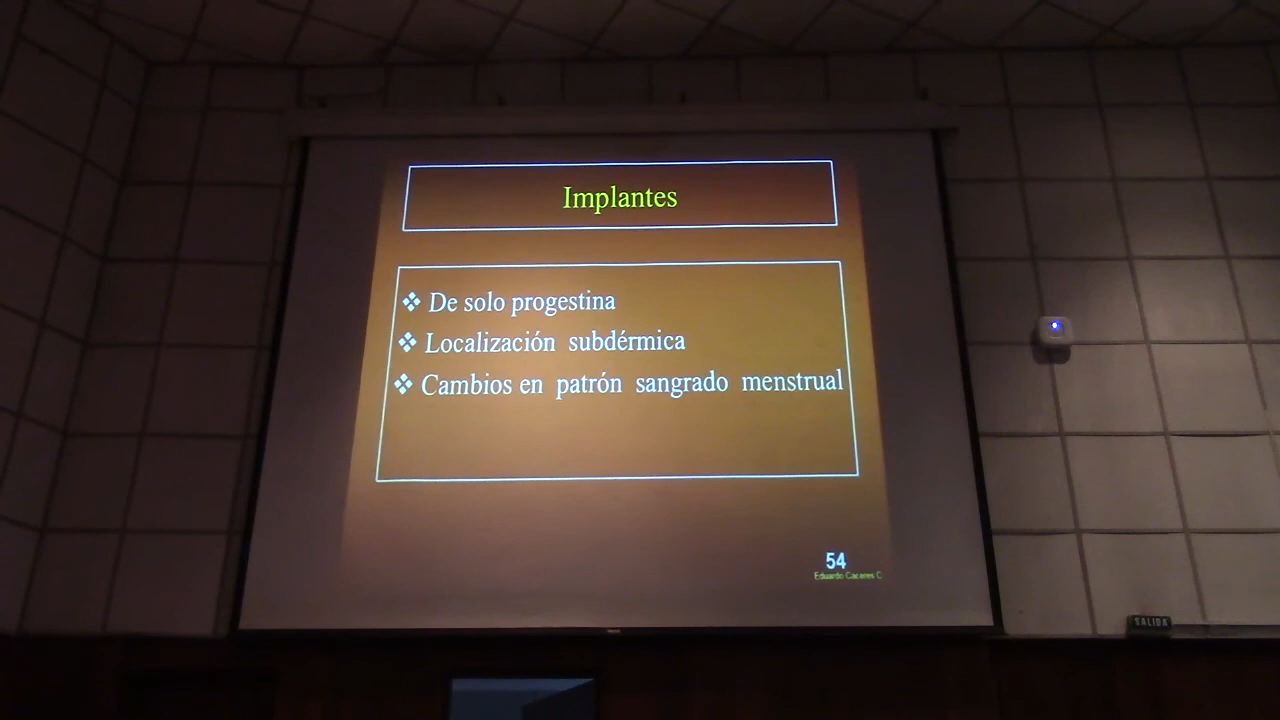 Implantes
❖ De solo progestina
❖ Localización subdérmica
❖ Cambios en patrón sangrado menstrual
54
Eduardo Caceres C
SALIDA